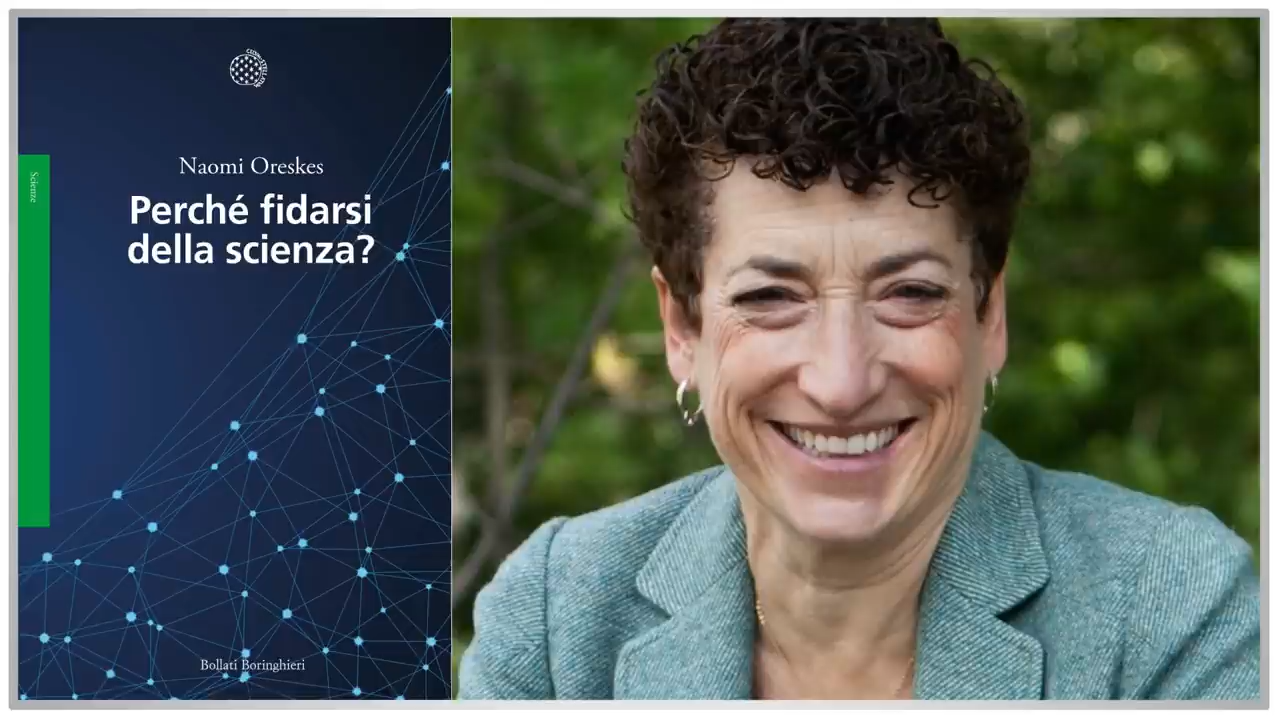 Naomi Oreskes
Perché fidarsi
della scienza?
Scienze
Bollati Boringhieri